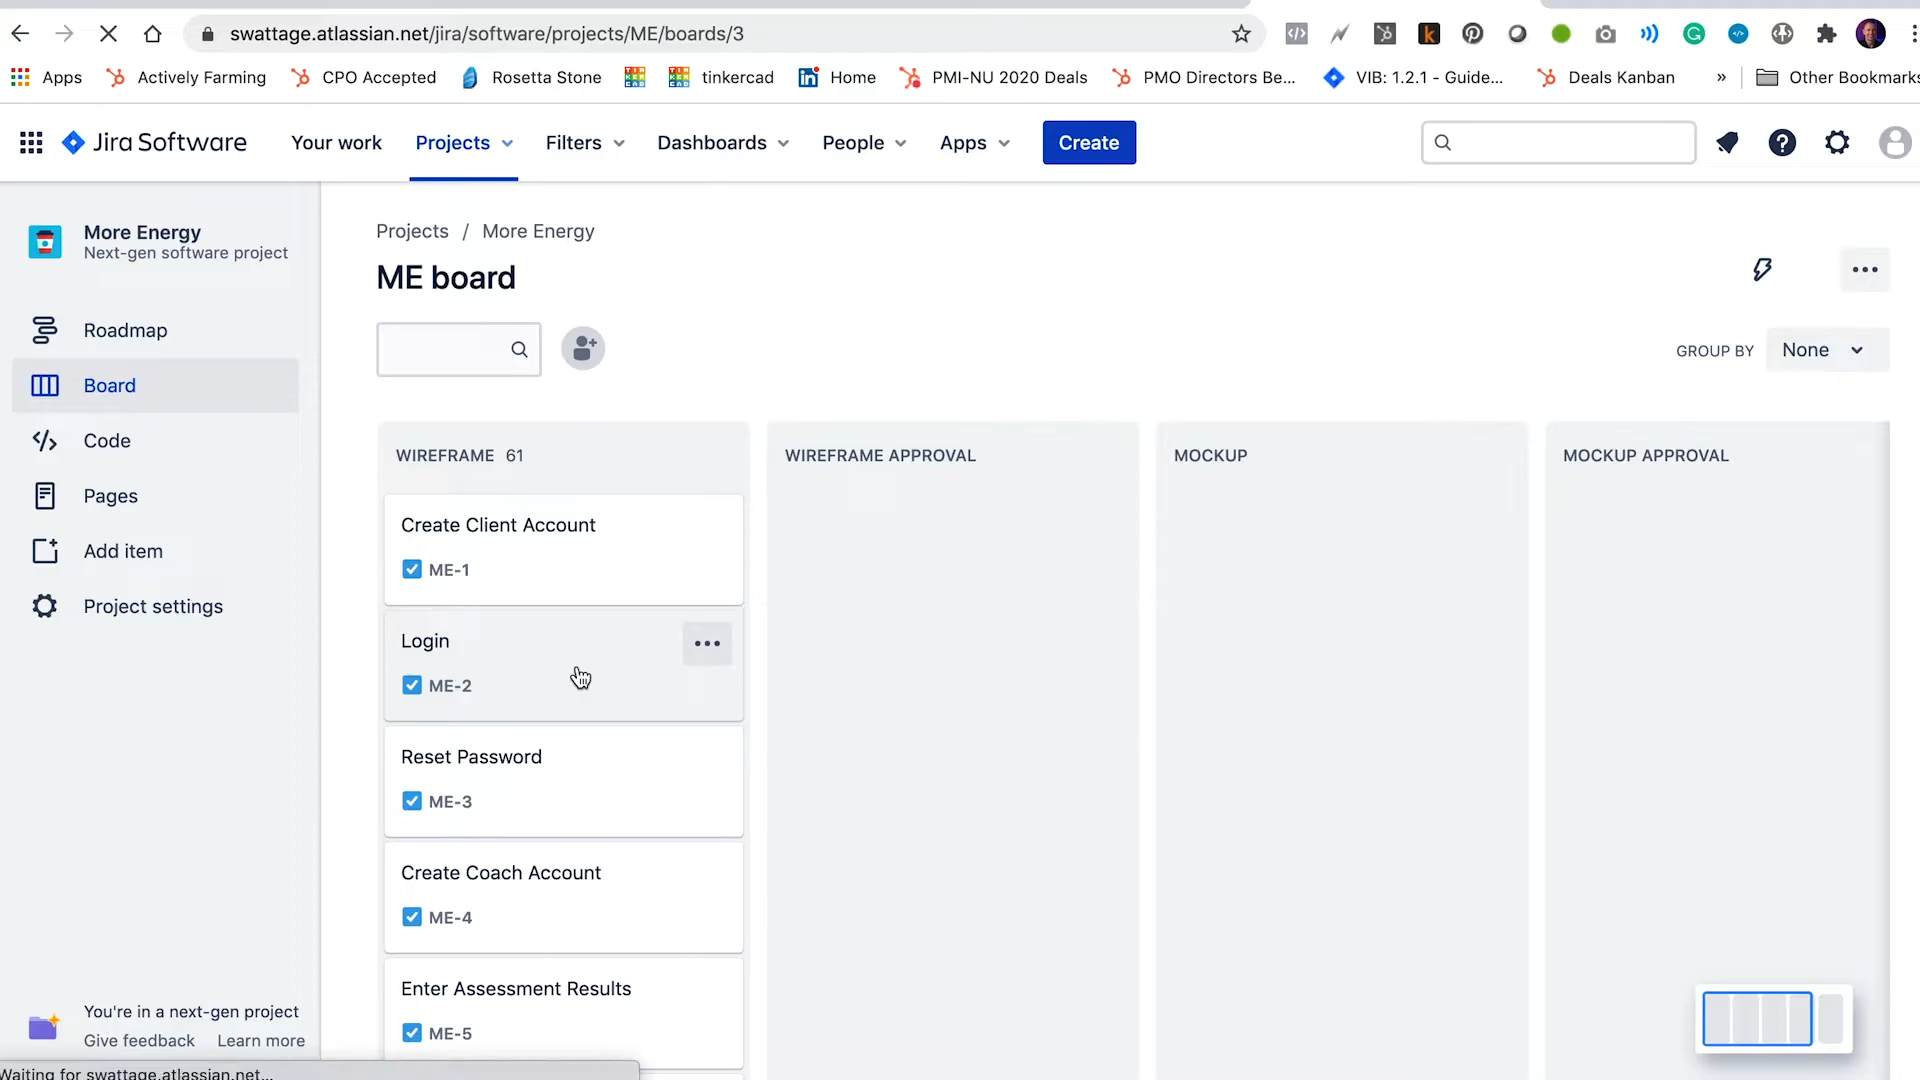 swattage.atlassian.net/jira/software/projects/ME/boards/3
Apps Actively Farming CPO Accepted Rosetta Stone tinkercad Home PMI-NU 2020 Deals PMO Directors Be... VIB: 1.2.1 - Guide... Deals Kanban » Other Bookmarks
Jira Software Your work Projects Filters Dashboards People Apps Create
More Energy
Next-gen software project
Roadmap
Board
Code
Pages
Add item
Project settings
You're in a next-gen project
Give feedback Learn more
Waiting for swattage.atlassian.net...
Projects / More Energy
ME board
GROUP BY None
WIREFRAME 61
Create Client Account
ME-1
Login
ME-2
Reset Password
ME-3
Create Coach Account
ME-4
Enter Assessment Results
ME-5
WIREFRAME APPROVAL
MOCKUP
MOCKUP APPROVAL